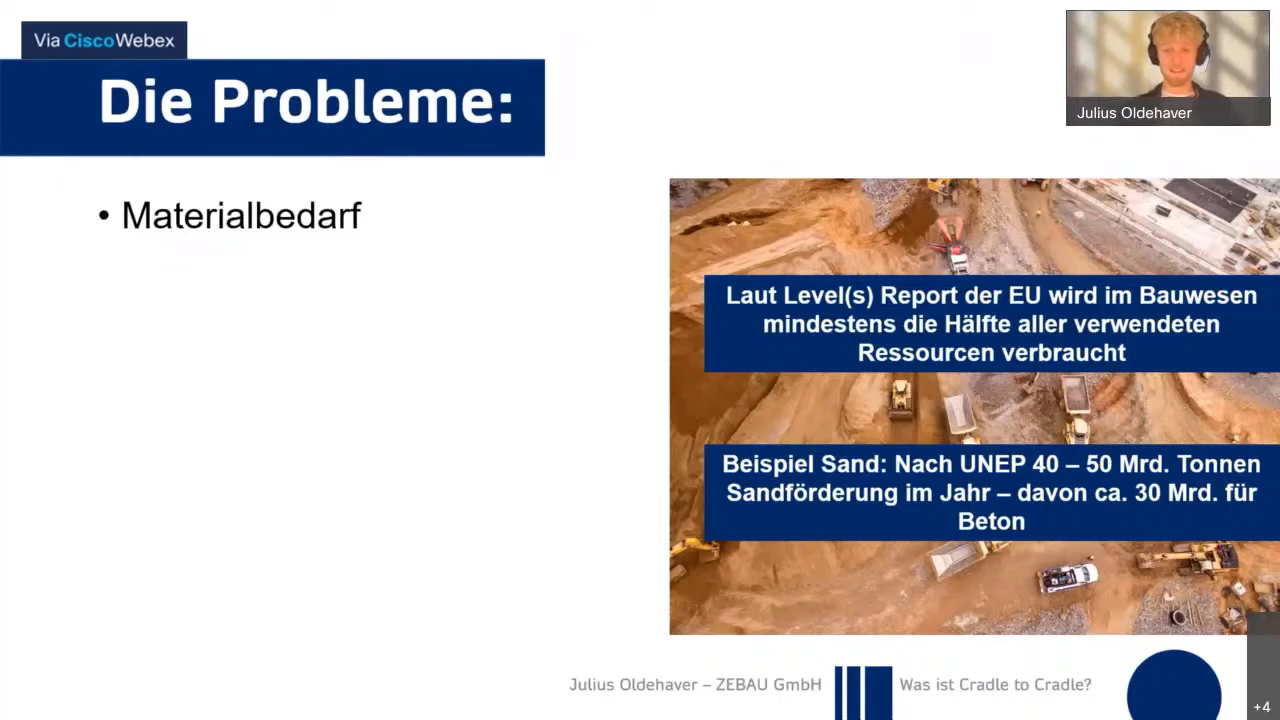 Via CiscoWebex
Die Probleme:
Julius Oldehaver
• Materialbedarf
Laut Level(s) Report der EU wird im Bauwesen
mindestens die Hälfte aller verwendeten
Ressourcen verbraucht
Beispiel Sand: Nach UNEP 40 – 50 Mrd. Tonnen
Sandförderung im Jahr – davon ca. 30 Mrd. für
Beton
Julius Oldehaver – ZEBAU GmbH
Was ist Cradle to Cradle?
+4